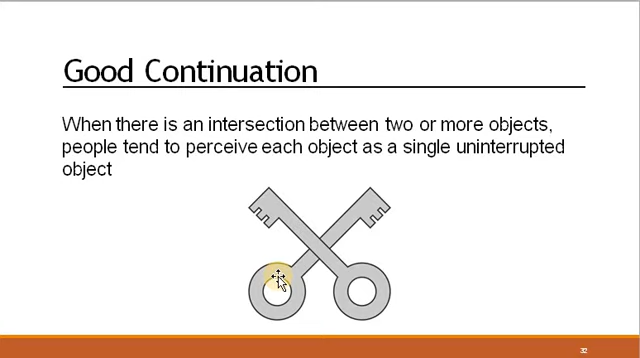 Good Continuation
When there is an intersection between two or more objects,
people tend to perceive each object as a single uninterrupted
object
32